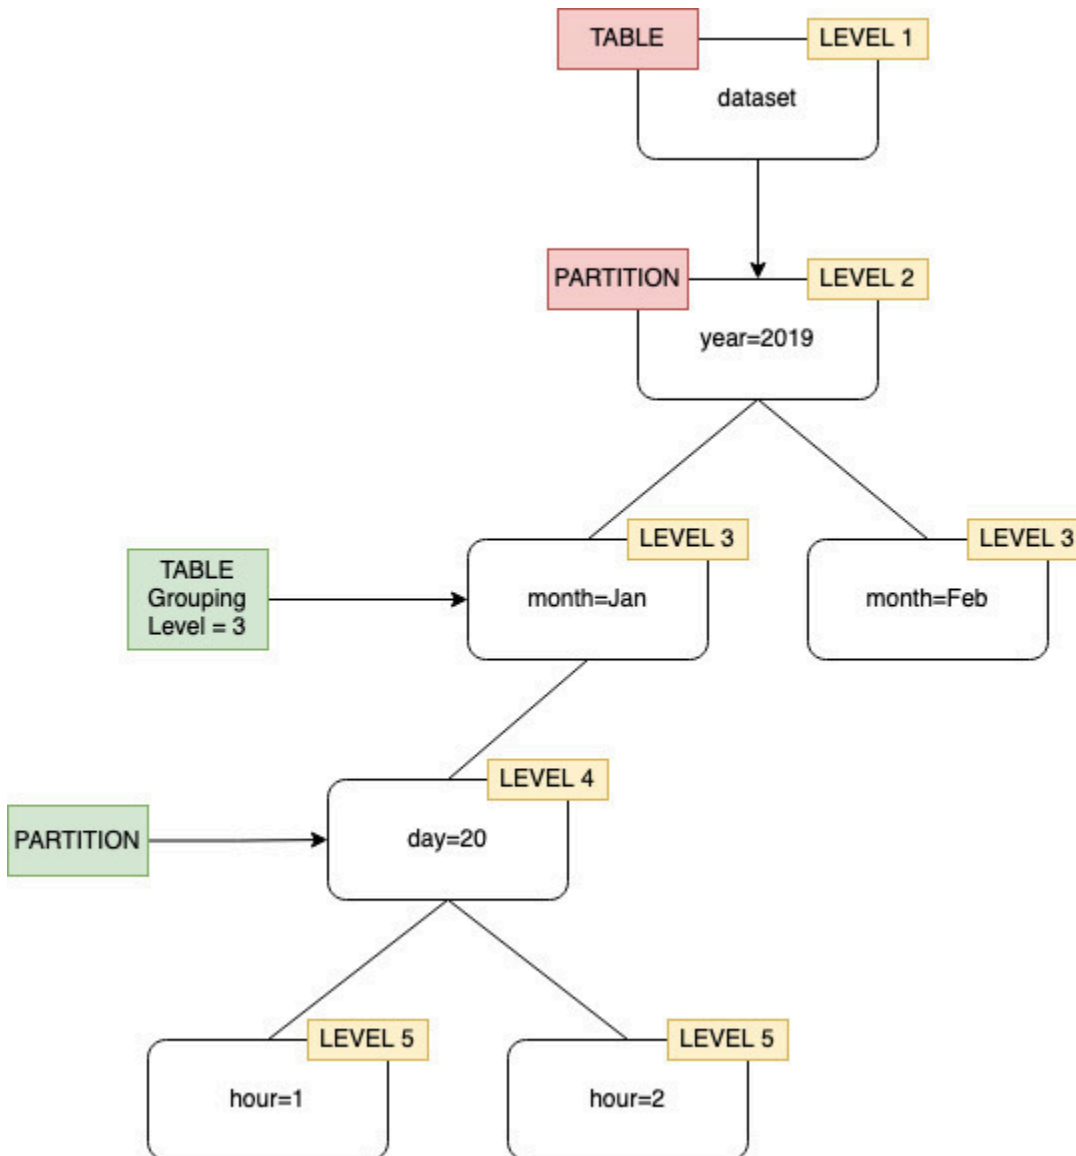 TABLE
LEVEL 1
dataset
PARTITION
LEVEL 2
year=2019
LEVEL 3
LEVEL 3
TABLE
Grouping
Level = 3
month=Jan
month=Feb
LEVEL 4
PARTITION
day=20
LEVEL 5
LEVEL 5
hour=1
hour=2